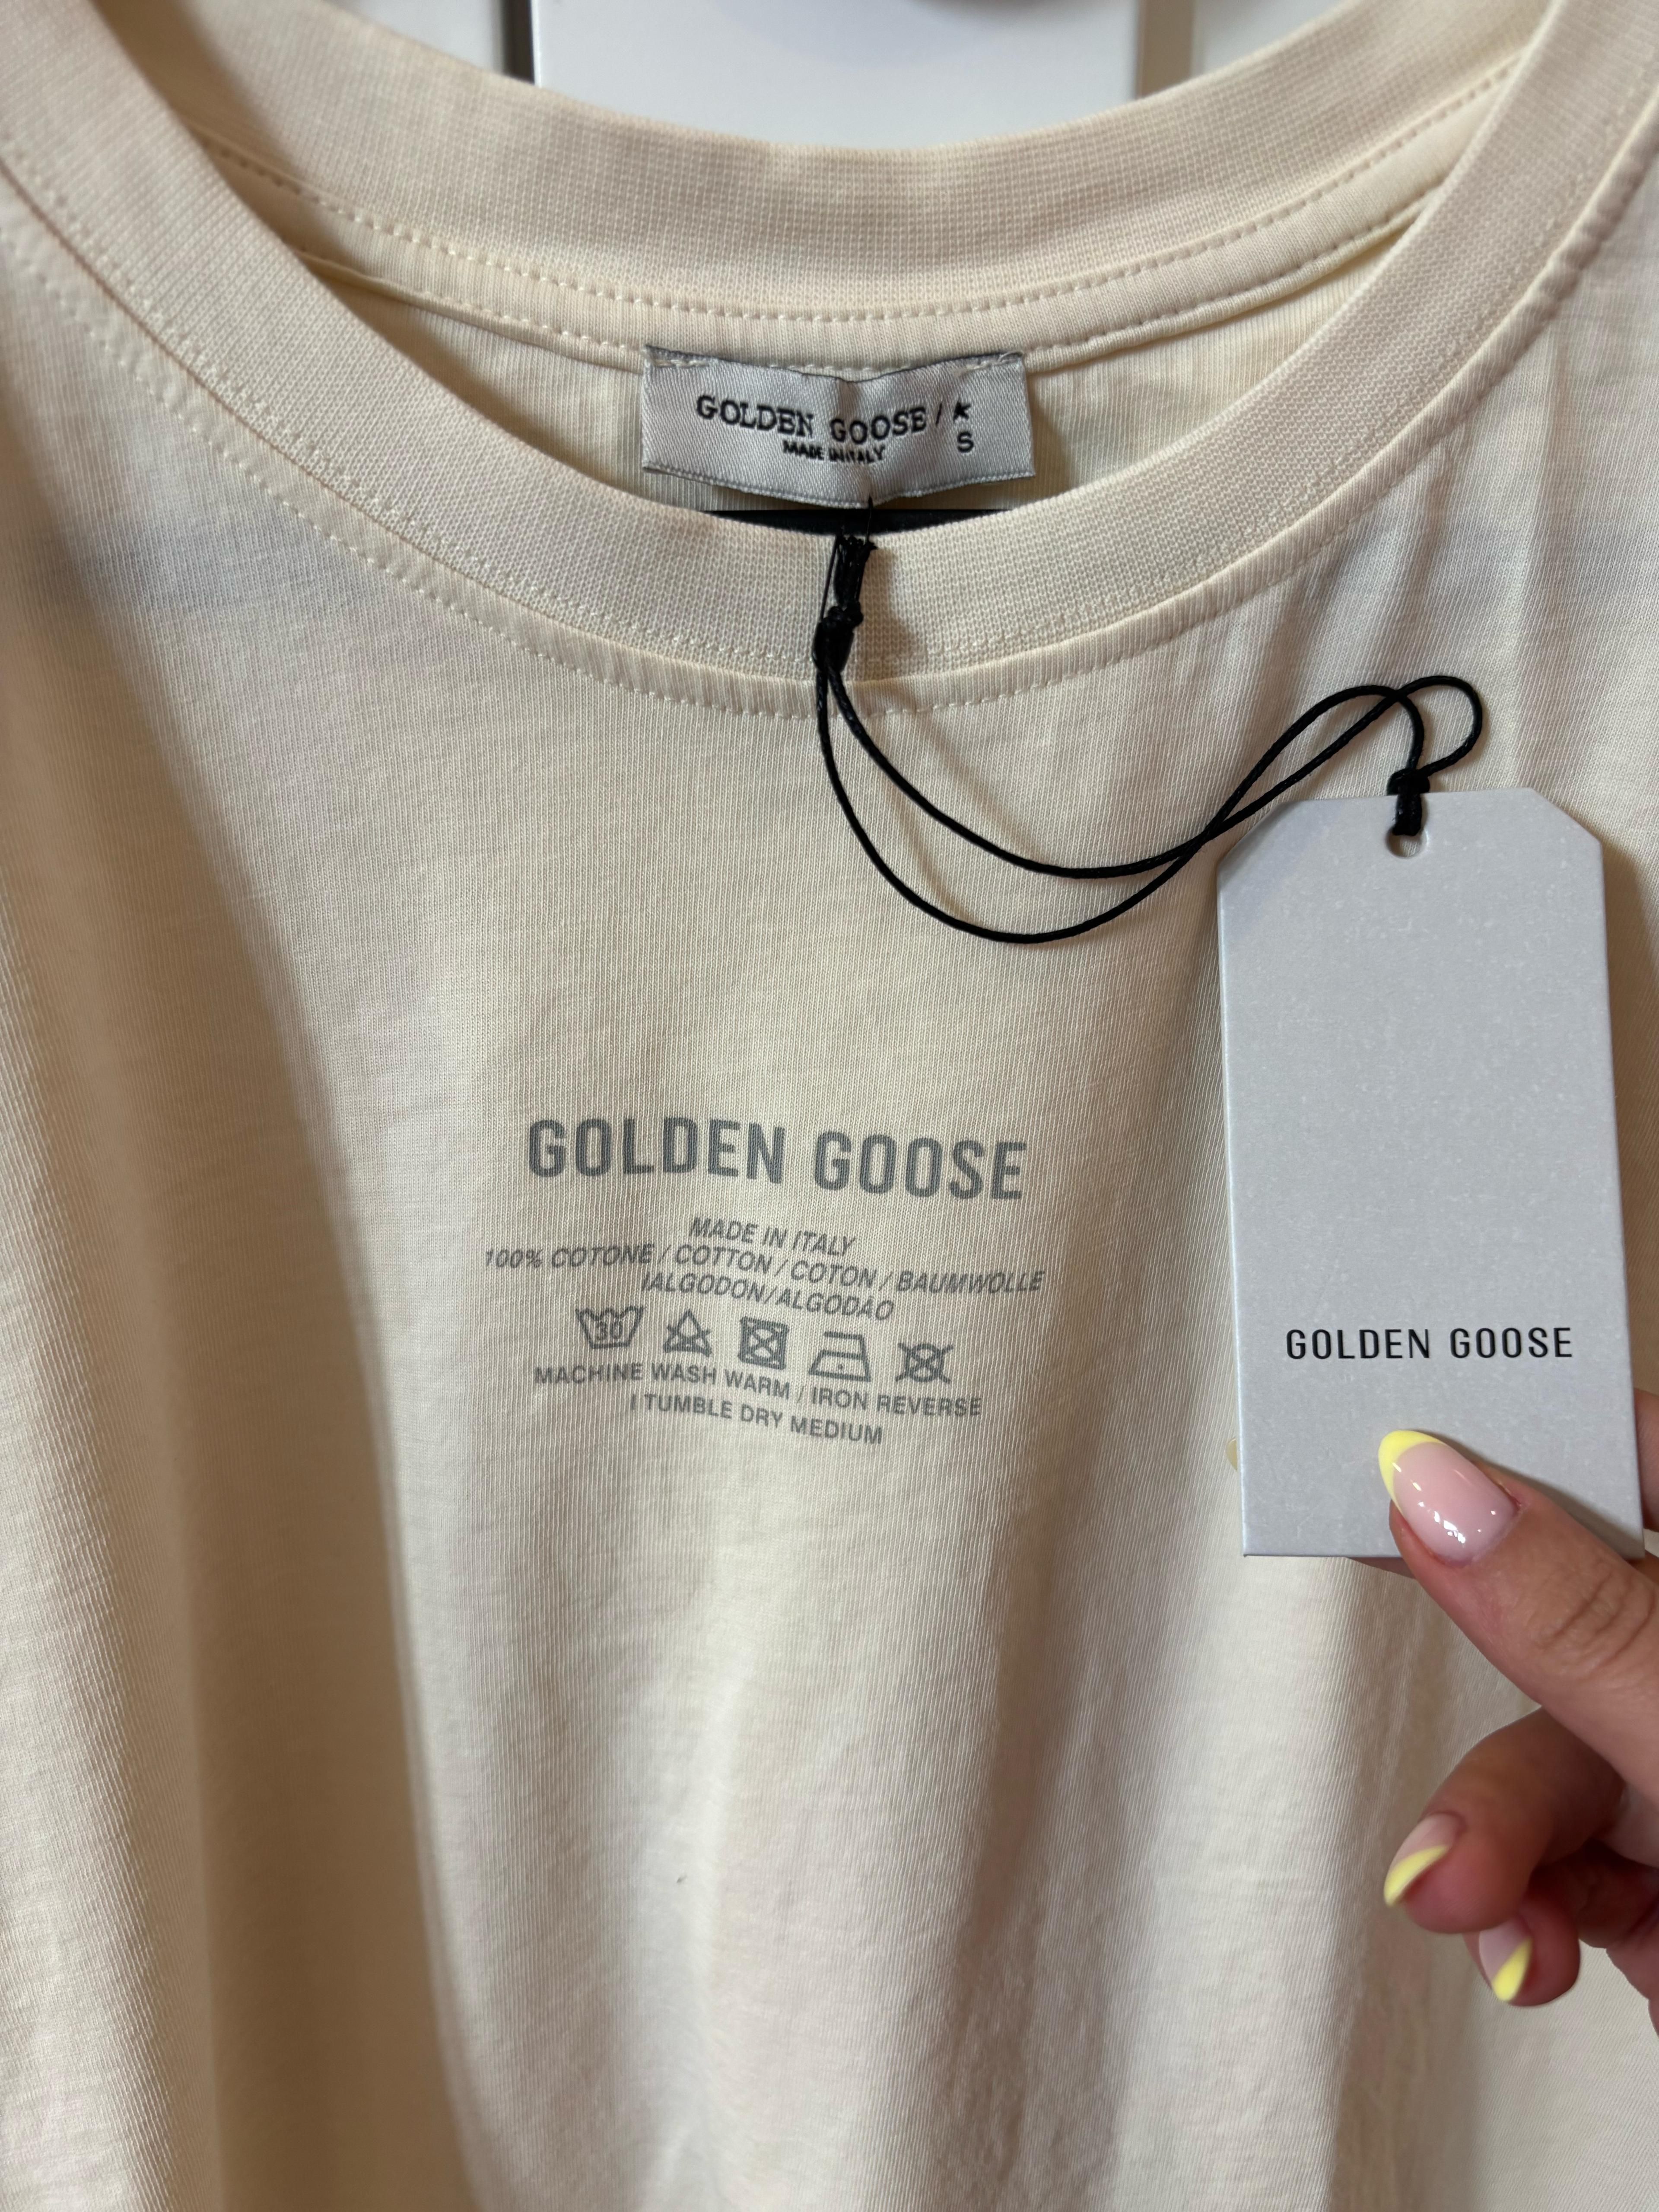 GOLDEN GOOSE /
MADE IN ITALY S
GOLDEN GOOSE
MADE IN ITALY
100% COTONE / COTTON / COTON / BAUMWOLLE
/ALGODON/ALGODÃO
30
MACHINE WASH WARM / IRON REVERSE
/ TUMBLE DRY MEDIUM
GOLDEN GOOSE